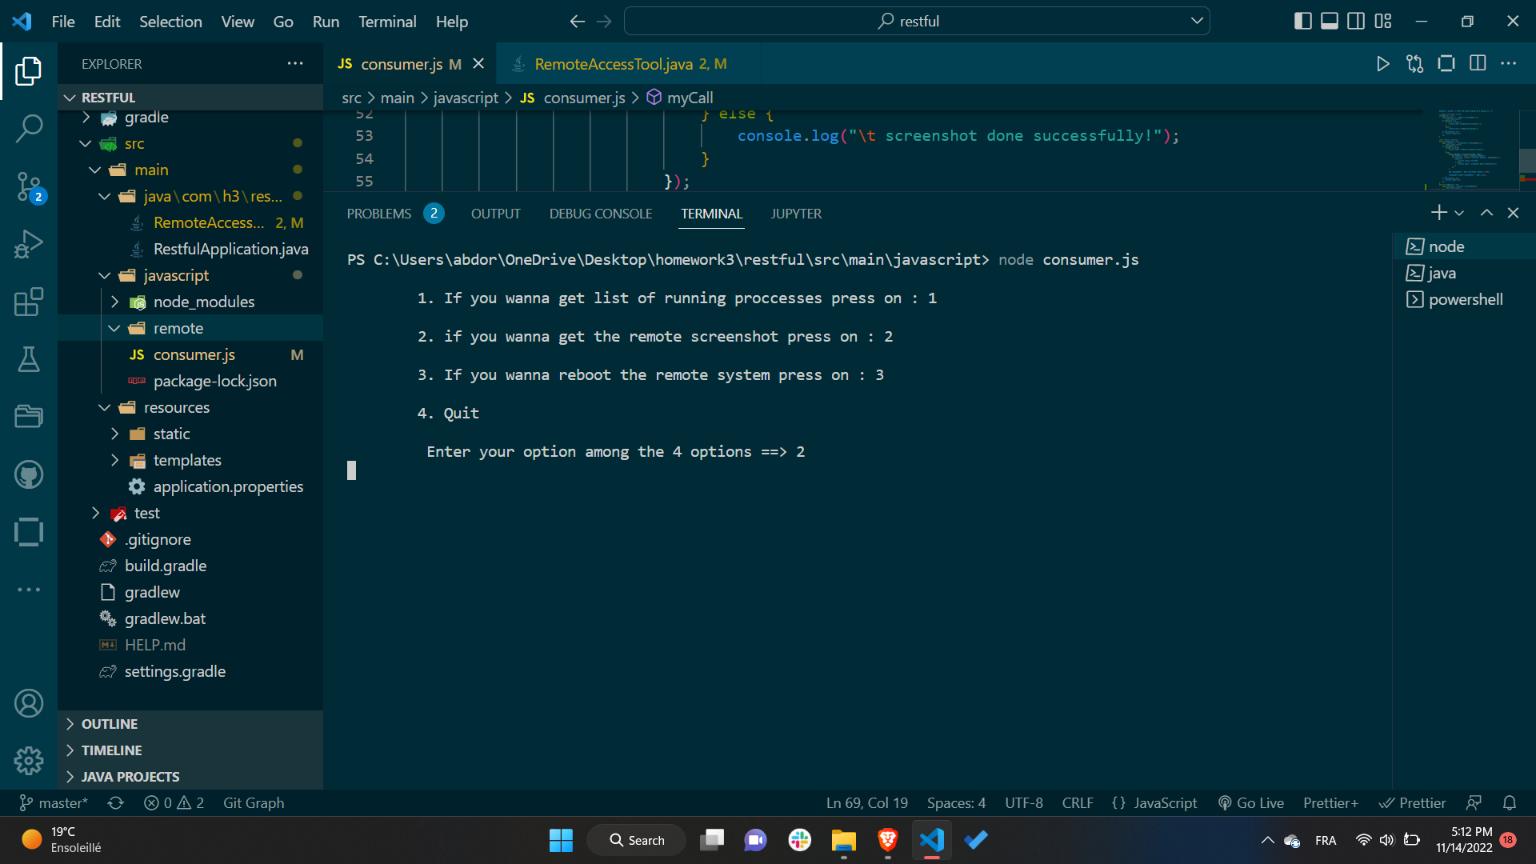 File Edit Selection View Go Run Terminal Help
restful
EXPLORER
JS consumer.js M
RemoteAccessTool.java 2, M
RESTFUL
src > main > javascript > JS consumer.js > myCall
gradle
src
main
java\com\h3\res...
RemoteAccess... 2, M
RestfulApplication.java
javascript
node_modules
remote
JS consumer.js M
package-lock.json
resources
static
templates
application.properties
test
.gitignore
build.gradle
gradlew
gradlew.bat
HELP.md
settings.gradle
OUTLINE
TIMELINE
JAVA PROJECTS
2
52 } else {
53 console.log("\t screenshot done successfully!");
54 }
55 });
PROBLEMS 2 OUTPUT DEBUG CONSOLE TERMINAL JUPYTER
PS C:\Users\abdor\OneDrive\Desktop\homework3\restful\src\main\javascript> node consumer.js
1. If you wanna get list of running proccesses press on : 1
2. if you wanna get the remote screenshot press on : 2
3. If you wanna reboot the remote system press on : 3
4. Quit
Enter your option among the 4 options ==> 2
node
java
powershell
master* 0 2 Git Graph
Ln 69, Col 19 Spaces: 4 UTF-8 CRLF {} JavaScript Go Live Prettier+ Prettier
19°C
Ensoleillé
Search
FRA
5:12 PM
11/14/2022
18